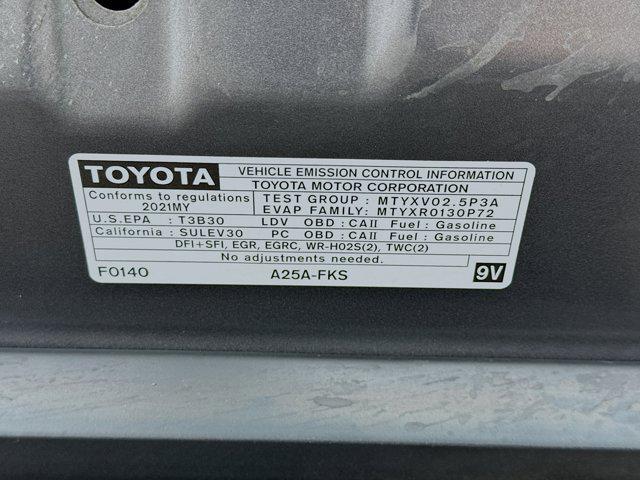 TOYOTA VEHICLE EMISSION CONTROL INFORMATION
TOYOTA MOTOR CORPORATION
Conforms to regulations TEST GROUP : MTYXV02.5P3A
2021MY EVAP FAMILY: MTYXR0130P72
U.S.EPA : T3B30 LDV OBD : CAII Fuel : Gasoline
California : SULEV30 PC OBD : CAII Fuel : Gasoline
DFI+SFI, EGR, EGRC, WR-HO2S(2), TWC(2)
No adjustments needed.
F0140 A25A-FKS 9V